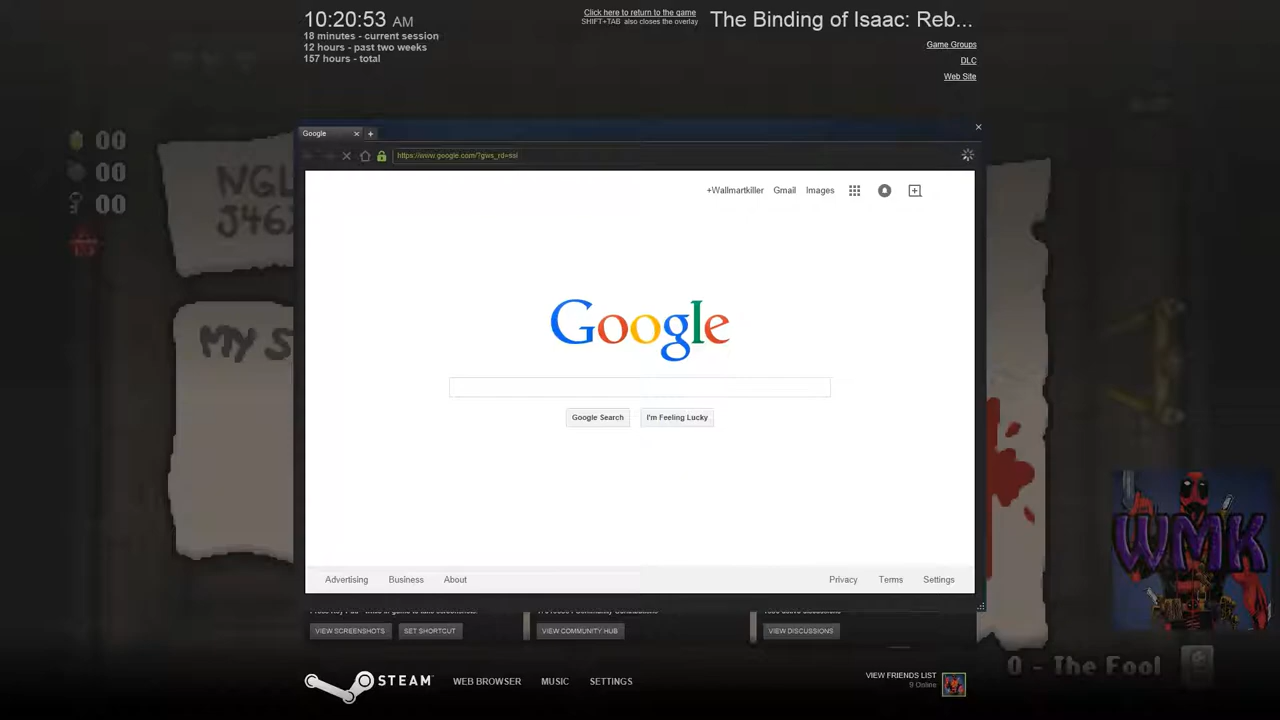 10:20:53 AM
18 minutes - current session
12 hours - past two weeks
157 hours - total
Click here to return to the game
SHIFT+TAB also closes the overlay
The Binding of Isaac: Reb...
Game Groups
DLC
Web Site
Google
https://www.google.com/?gws_rd=ssl
+Wallmartkiller Gmail Images
Google
Google Search I'm Feeling Lucky
Advertising Business About Privacy Terms Settings
00
00
00
MY S
VIEW SCREENSHOTS SET SHORTCUT VIEW COMMUNITY HUB VIEW DISCUSSIONS
STEAM WEB BROWSER MUSIC SETTINGS
VIEW FRIENDS LIST
9 Online
WMK
0 - The Fool